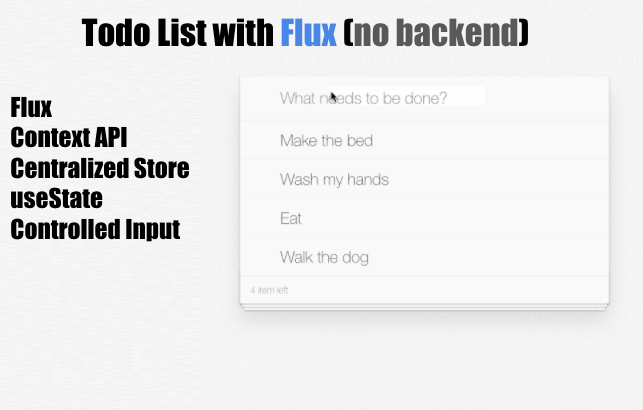 Todo List with Flux (no backend)
Flux
Context API
Centralized Store
useState
Controlled Input
What needs to be done?
Make the bed
Wash my hands
Eat
Walk the dog
4 item left